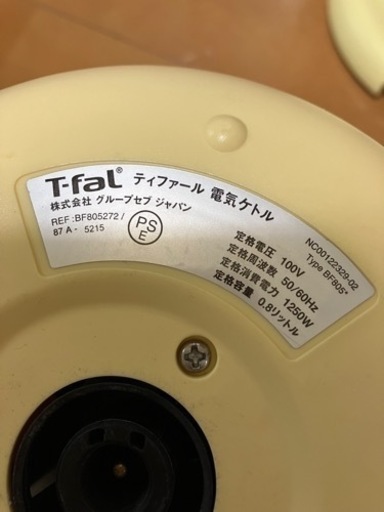 T-fal® ティファール 電気ケトル
株式会社 グループセブ ジャパン
REF :BF805272 /
87 A - 5215
PSE
定格電圧 100V
定格周波数 50/60Hz
定格消費電力 1250W
定格容量 0.8リットル
NC00122329-02
Type BF805*